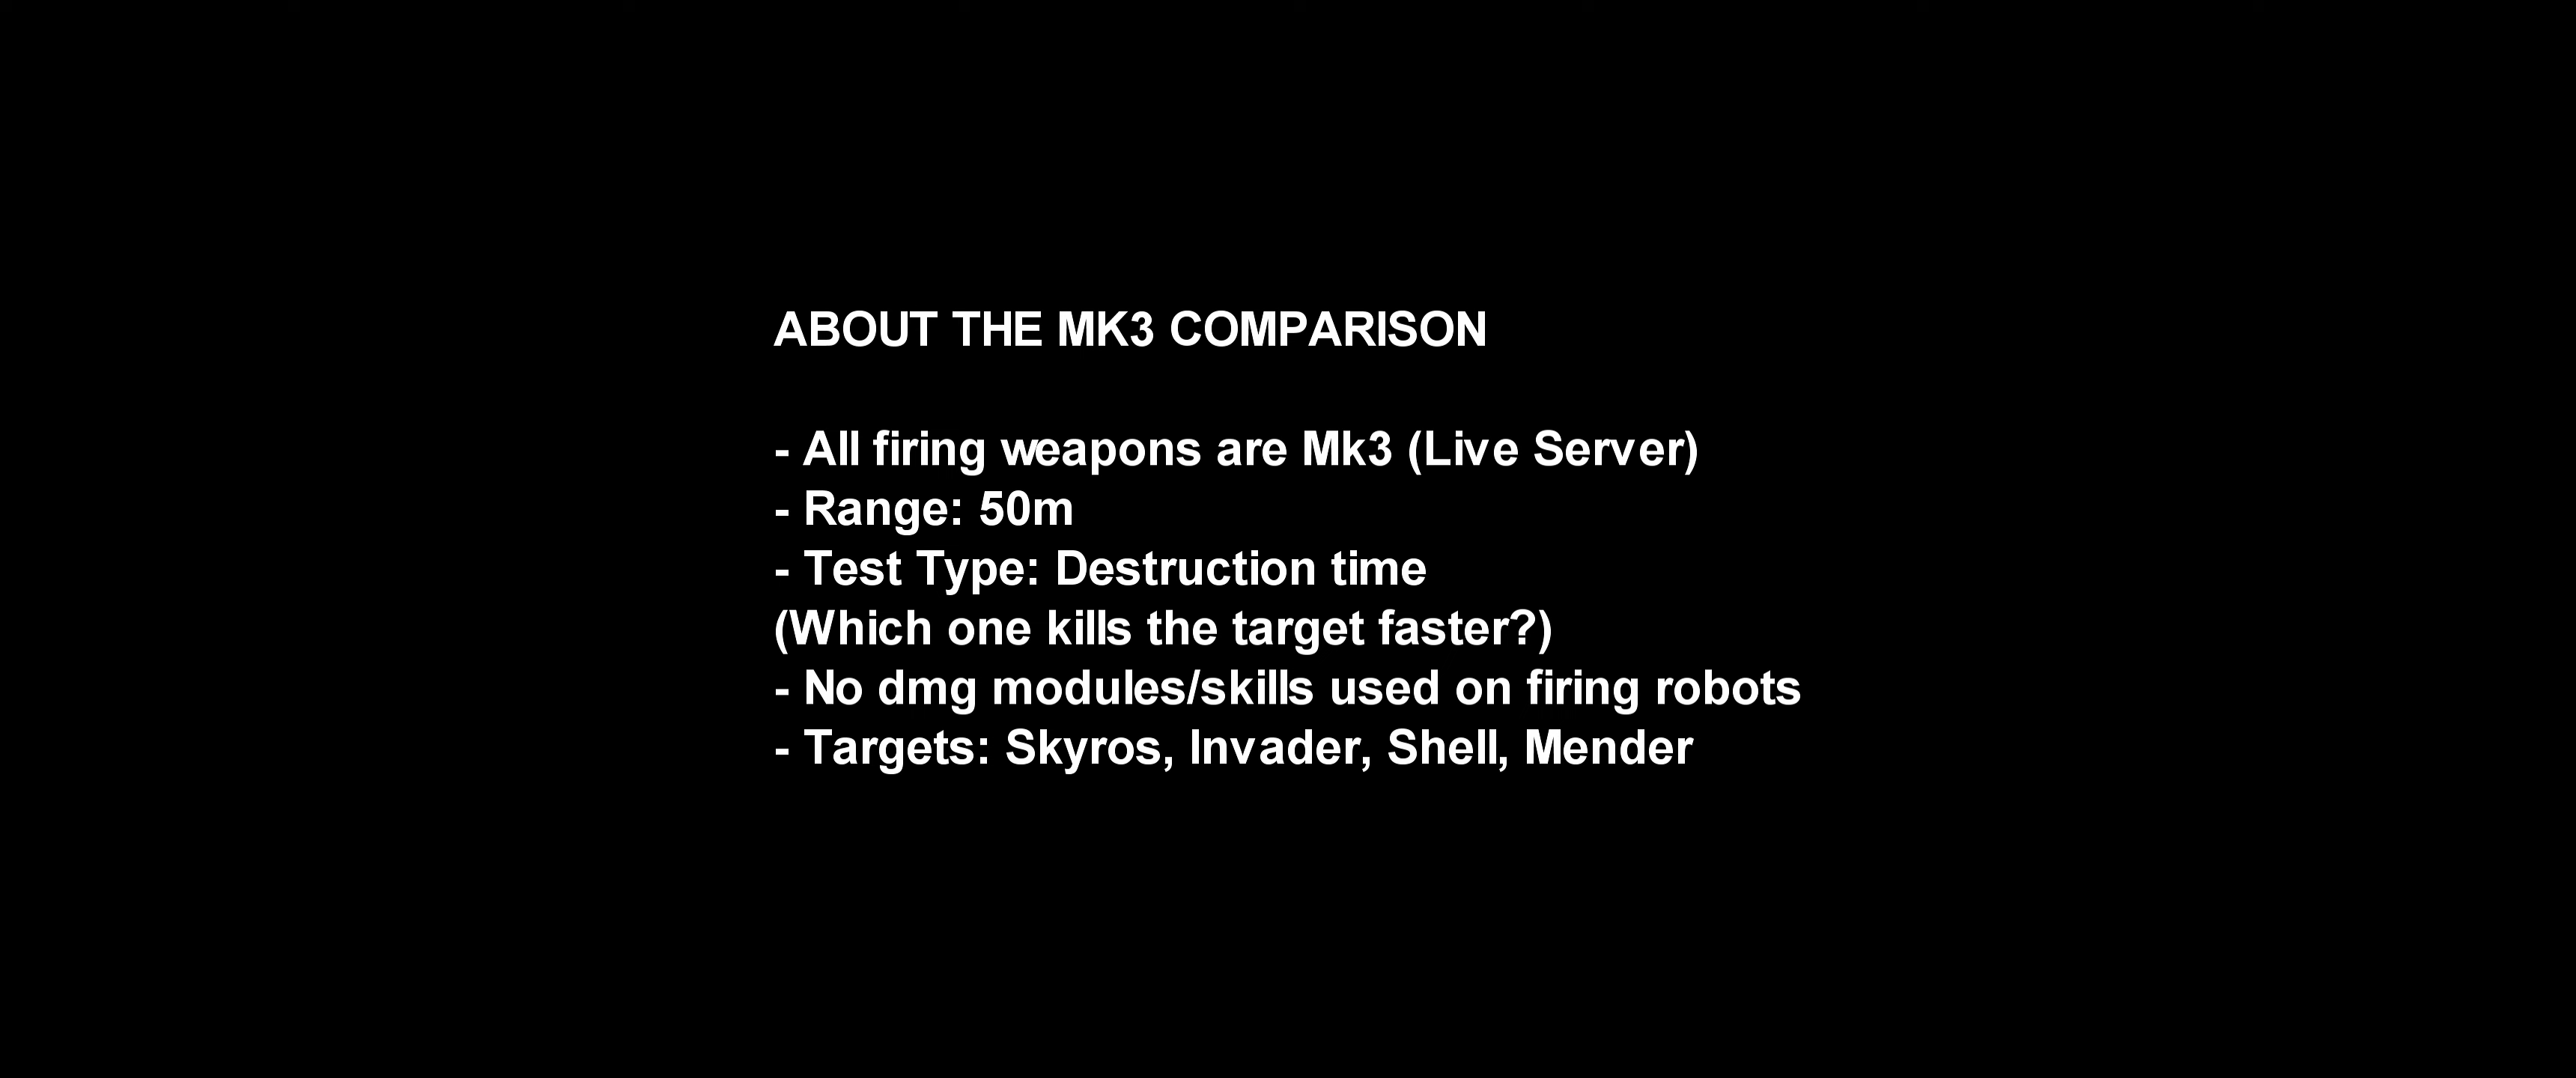 ABOUT THE MK3 COMPARISON
- All firing weapons are Mk3 (Live Server)
- Range: 50m
- Test Type: Destruction time
(Which one kills the target faster?)
- No dmg modules/skills used on firing robots
- Targets: Skyros, Invader, Shell, Mender